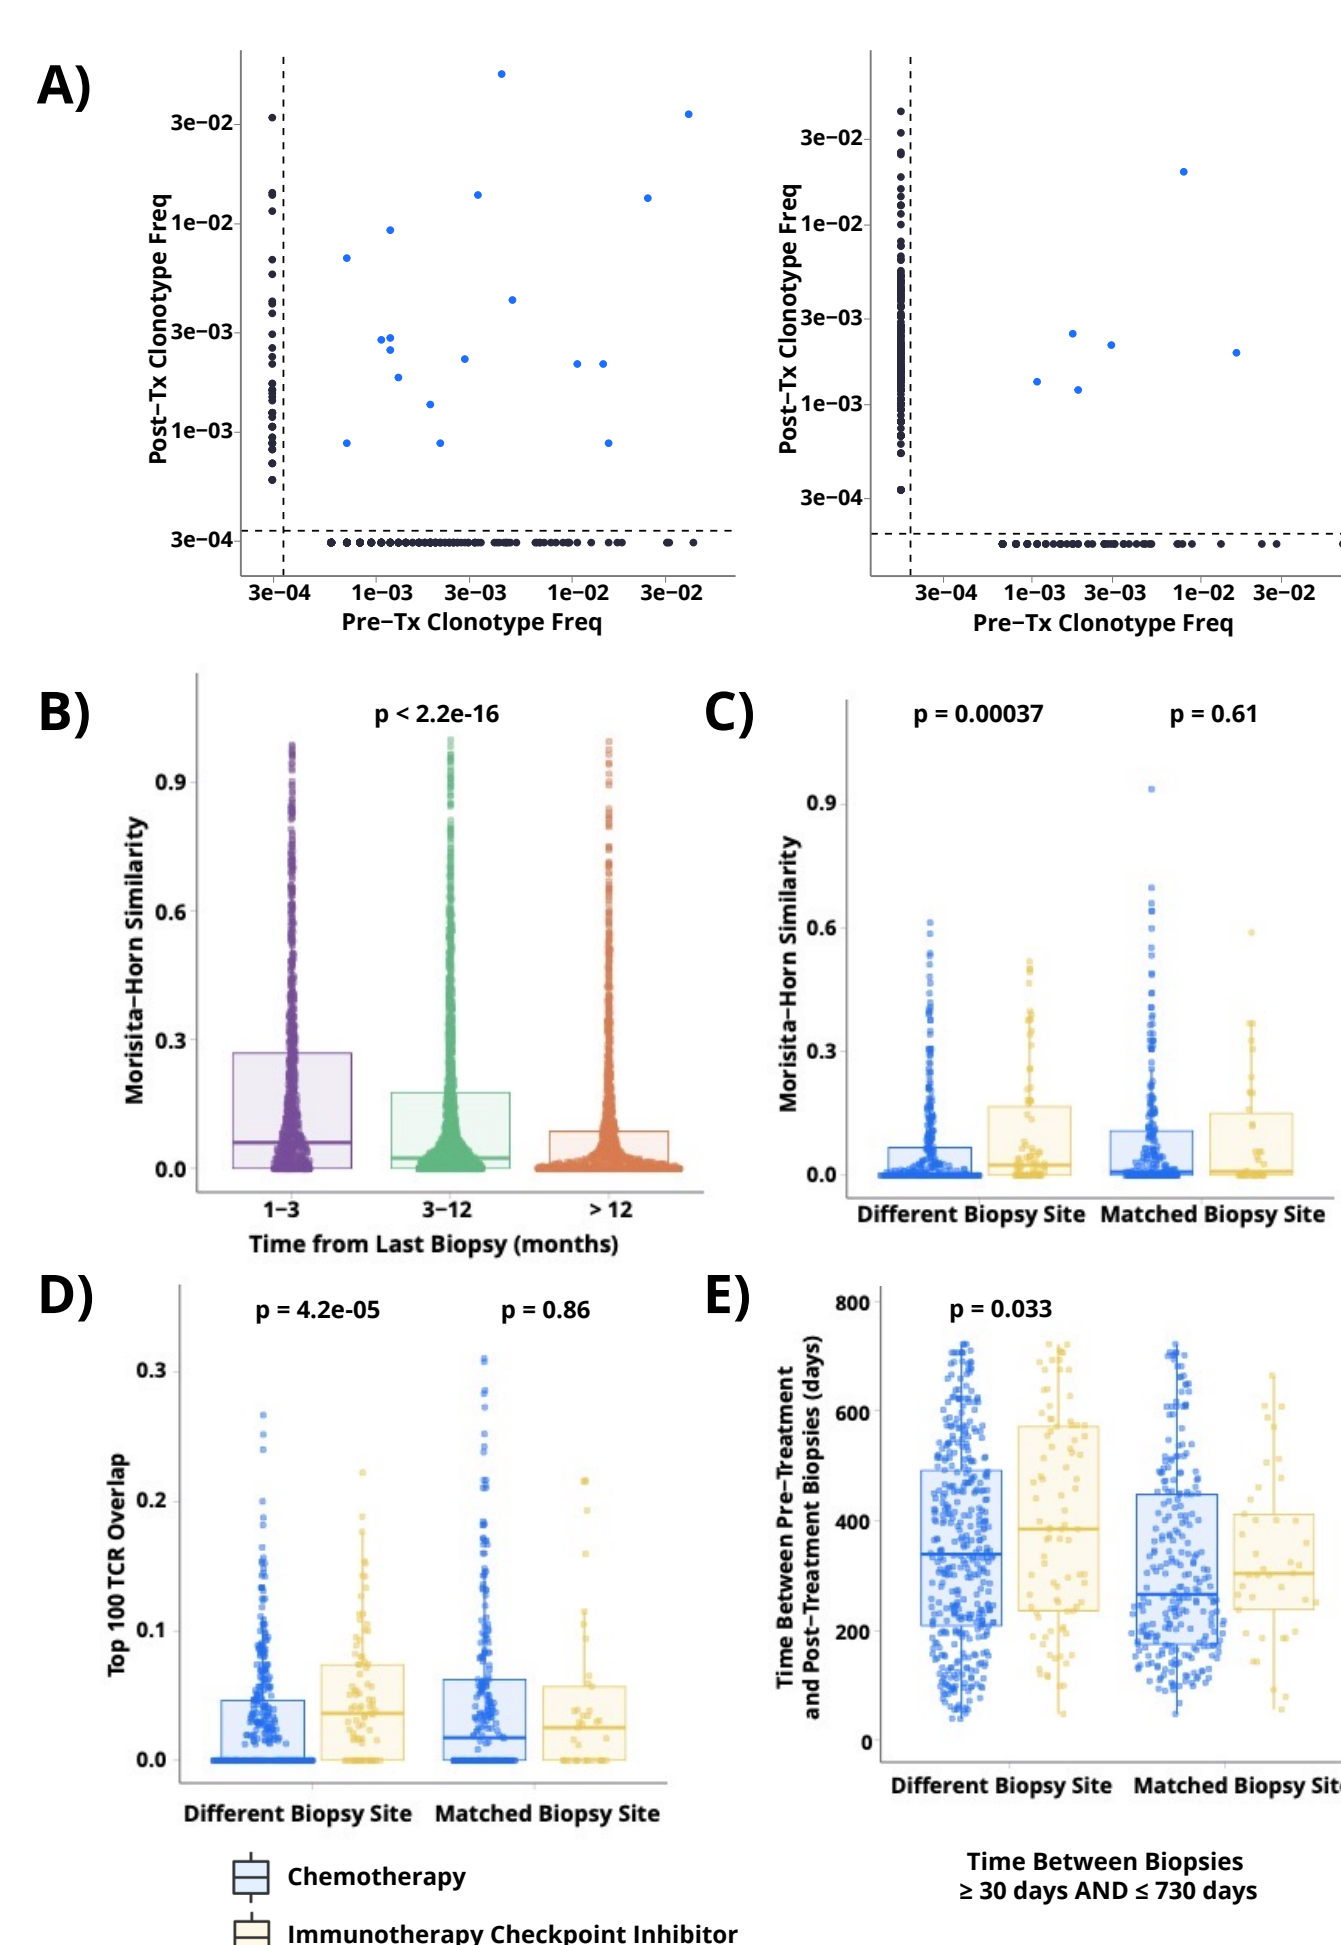 A)
3e−02
1e−02
3e−03
1e−03
3e−04
Post−Tx Clonotype Freq
3e−04 1e−03 3e−03 1e−02 3e−02
Pre−Tx Clonotype Freq
3e−02
1e−02
3e−03
1e−03
3e−04
Post−Tx Clonotype Freq
3e−04 1e−03 3e−03 1e−02 3e−02
Pre−Tx Clonotype Freq
B)
p < 2.2e-16
0.9
0.6
0.3
0.0
Morisita−Horn Similarity
1−3 3−12 > 12
Time from Last Biopsy (months)
C)
p = 0.00037 p = 0.61
0.9
0.6
0.3
0.0
Morisita−Horn Similarity
Different Biopsy Site Matched Biopsy Site
D)
p = 4.2e-05 p = 0.86
0.3
0.2
0.1
0.0
Top 100 TCR Overlap
Different Biopsy Site Matched Biopsy Site
E)
p = 0.033
800
600
400
200
0
Time Between Pre−Treatment
and Post−Treatment Biopsies (days)
Different Biopsy Site Matched Biopsy Sit
Time Between Biopsies
≥ 30 days AND ≤ 730 days
Chemotherapy
Immunotherapy Checkpoint Inhibitor